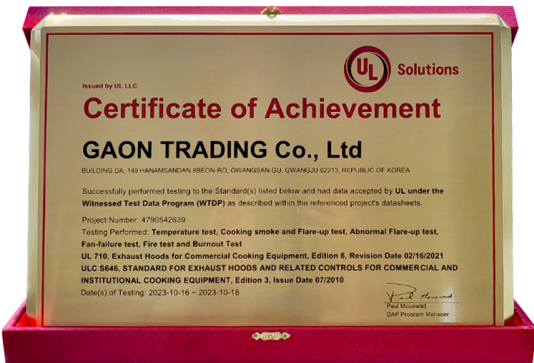 UL Solutions
Issued by UL LLC
Certificate of Achievement
GAON TRADING Co., Ltd
BUILDING DA, 149 HANAMSANDAN 8BEON-RO, GWANGSAN-GU, GWANGJU 62213, REPUBLIC OF KOREA
Successfully performed testing to the Standard(s) listed below and had data accepted by UL under the
Witnessed Test Data Program (WTDP) as described within the referenced project's datasheets.
Project Number: 4790542639
Testing Performed: Temperature test, Cooking smoke and Flare-up test, Abnormal Flare-up test,
Fan-failure test, Fire test and Burnout Test
UL 710, Exhaust Hoods for Commercial Cooking Equipment, Edition 6, Revision Date 02/16/2021
ULC S646, STANDARD FOR EXHAUST HOODS AND RELATED CONTROLS FOR COMMERCIAL AND
INSTITUTIONAL COOKING EQUIPMENT, Edition 3, Issue Date 07/2010
Date(s) of Testing: 2023-10-16 ~ 2023-10-18
Paul Mouswad
DAP Program Manager